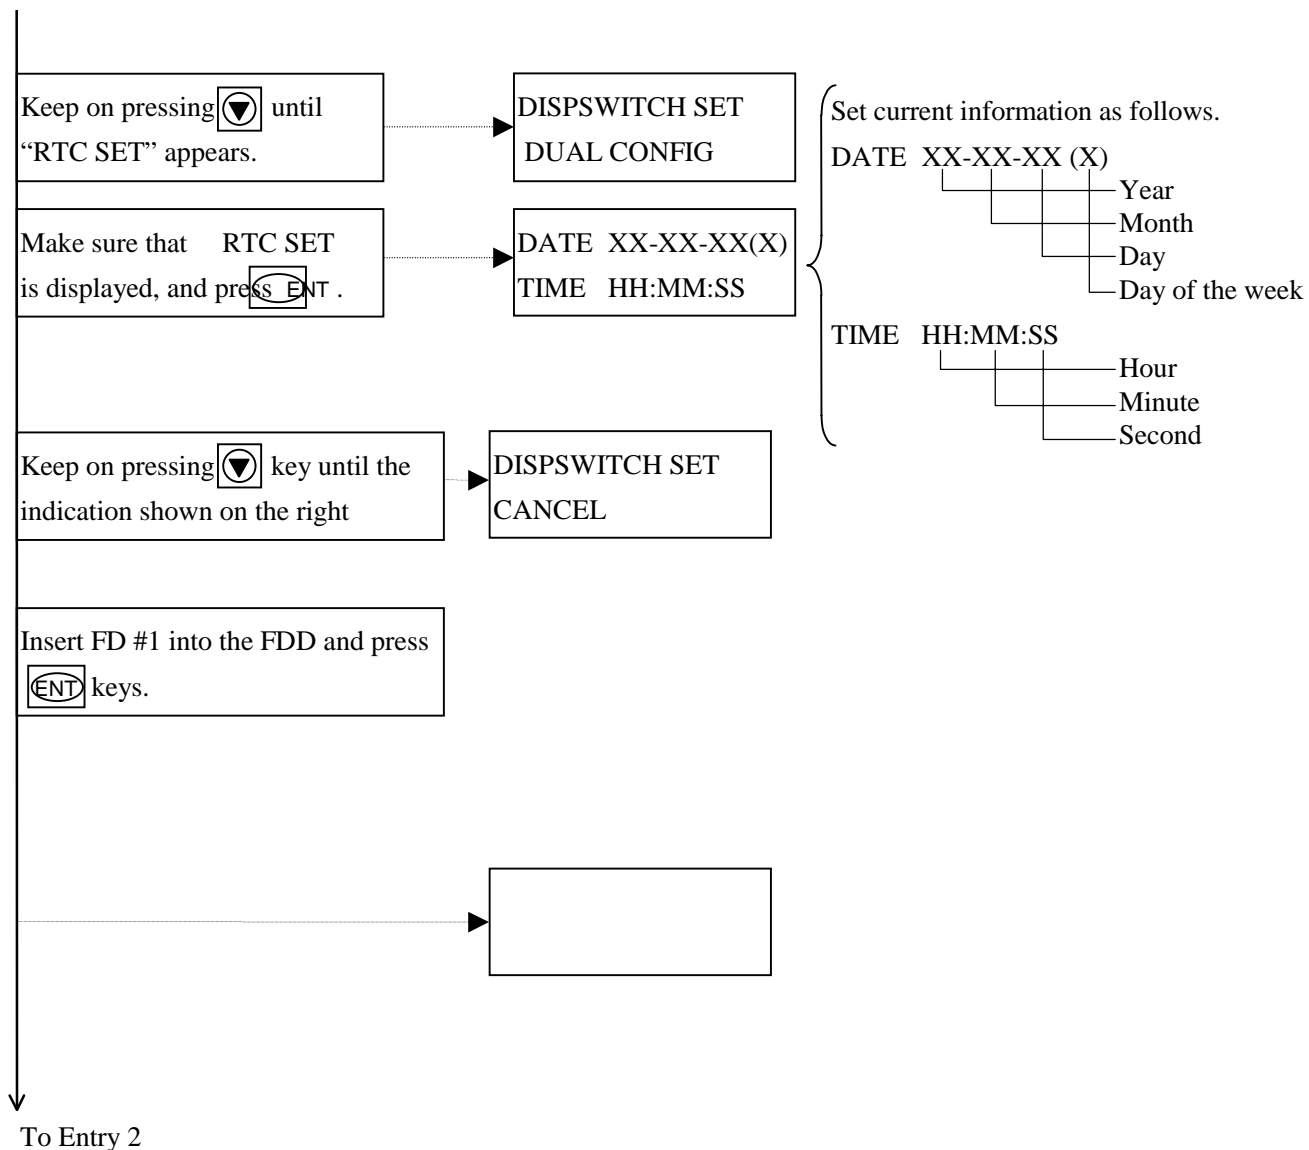 Keep on pressing until
“RTC SET” appears.
DISPSWITCH SET
DUAL CONFIG
Make sure that RTC SET
is displayed, and press ENT .
DATE XX-XX-XX(X)
TIME HH:MM:SS
Set current information as follows.
DATE XX-XX-XX (X)
Year
Month
Day
Day of the week
TIME HH:MM:SS
Hour
Minute
Second
Keep on pressing key until the
indication shown on the right
DISPSWITCH SET
CANCEL
Insert FD #1 into the FDD and press
ENT keys.
To Entry 2